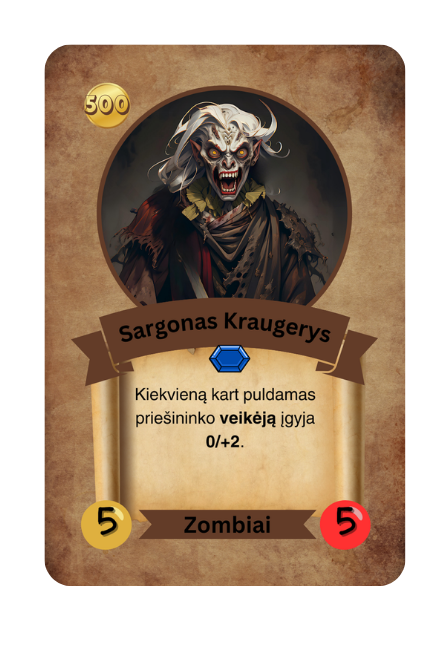 500
Sargonas Kraugerys
Kiekvieną kart puldamas
priešininko veikėją įgyja
0/+2.
5 Zombiai 5